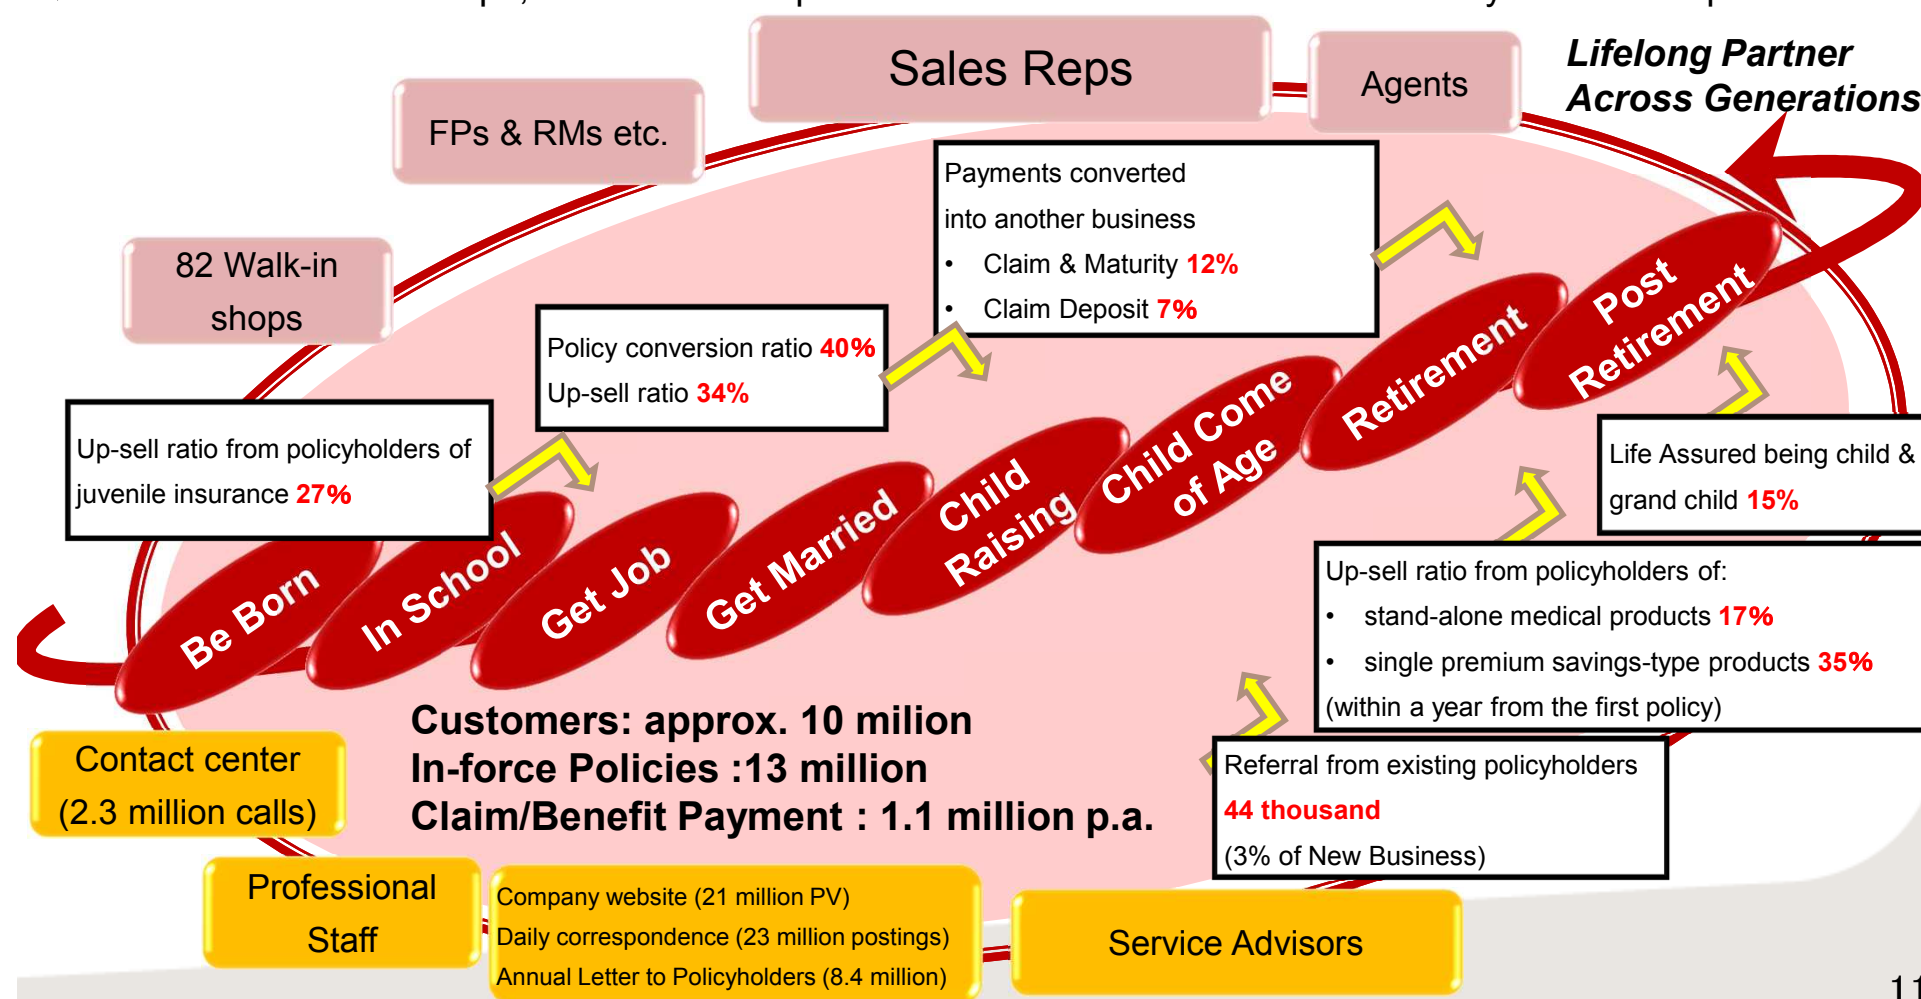 Sales Reps
Agents
Lifelong Partner
Across Generations
FPs & RMs etc.
82 Walk-in
shops
Payments converted
into another business
• Claim & Maturity 12%
• Claim Deposit 7%
Policy conversion ratio 40%
Up-sell ratio 34%
Up-sell ratio from policyholders of
juvenile insurance 27%
Be Born
In School
Get Job
Get Married
Child
Raising
Child Come
of Age
Retirement
Post
Retirement
Life Assured being child &
grand child 15%
Up-sell ratio from policyholders of:
• stand-alone medical products 17%
• single premium savings-type products 35%
(within a year from the first policy)
Referral from existing policyholders
44 thousand
(3% of New Business)
Customers: approx. 10 milion
In-force Policies :13 million
Claim/Benefit Payment : 1.1 million p.a.
Contact center
(2.3 million calls)
Professional
Staff
Company website (21 million PV)
Daily correspondence (23 million postings)
Annual Letter to Policyholders (8.4 million)
Service Advisors
11